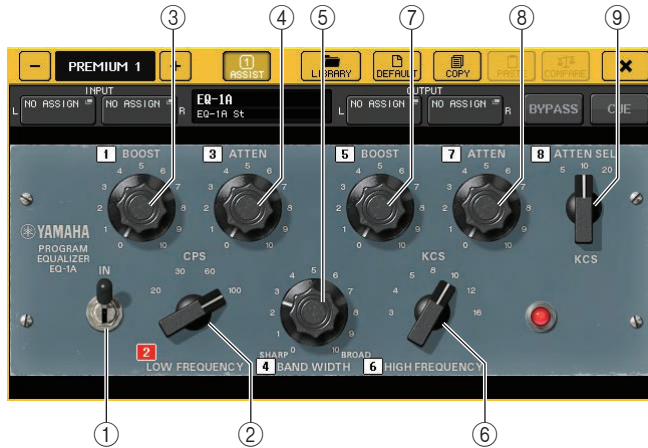 ③ ④ ⑤ ⑦ ⑧ ⑨
− PREMIUM 1 + 1 ASSIST LIBRARY DEFAULT COPY PASTE COMPARE ×
INPUT OUTPUT
L NO ASSIGN NO ASSIGN R EQ-1A L NO ASSIGN NO ASSIGN R BYPASS CUE
EQ-1A St
1 BOOST 3 ATTEN 5 BOOST 7 ATTEN 8 ATTEN SEL
0 1 2 3 4 5 6 7 8 9 10
0 1 2 3 4 5 6 7 8 9 10
0 1 2 3 4 5 6 7 8 9 10
0 1 2 3 4 5 6 7 8 9 10
5 10 20
KCS
YAMAHA
PROGRAM
EQUALIZER
EQ-1A
IN
CPS
20 30 60 100
0 1 2 3 4 5 6 7 8 9 10
SHARP BROAD
KCS
3 4 5 8 10 12 16
2 LOW FREQUENCY 4 BAND WIDTH 6 HIGH FREQUENCY
① ② ⑥